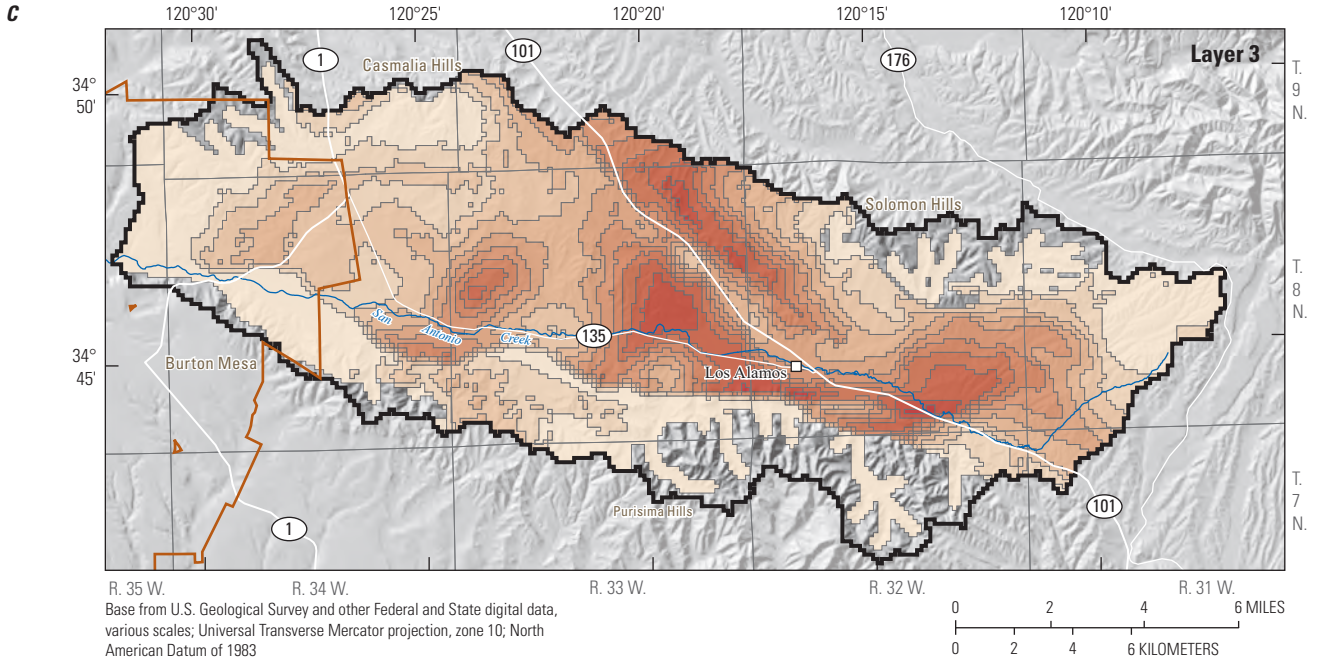 C
120°30' 120°25' 120°20' 120°15' 120°10'
Layer 3
1
101
176
Casmalia Hills
34°
50'
T.
9
N.
Solomon Hills
T.
8
N.
San
Antonio
Creek
135
34°
45'
Burton Mesa
Los Alamos
T.
7
N.
Purisima Hills
101
1
R. 35 W. R. 34 W. R. 33 W. R. 32 W. R. 31 W.
Base from U.S. Geological Survey and other Federal and State digital data,
various scales; Universal Transverse Mercator projection, zone 10; North
American Datum of 1983
0 2 4 6 MILES
0 2 4 6 KILOMETERS